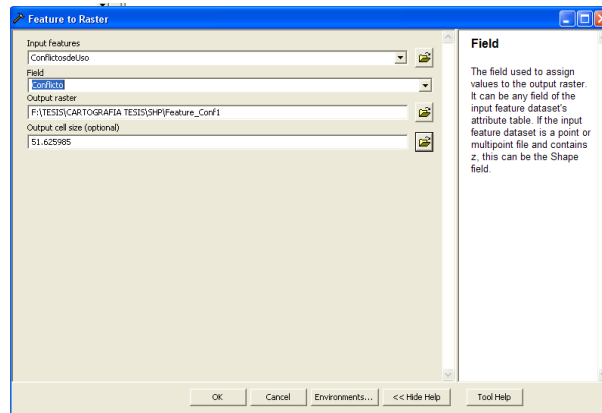 Feature to Raster
Input features
ConflictosdeUso
Field
Conflicto
Output raster
F:\TESIS\CARTOGRAFIA TESIS\SHP\Feature_Conf1
Output cell size (optional)
51.625985
Field
The field used to assign
values to the output raster.
It can be any field of the
input feature dataset's
attribute table. If the input
feature dataset is a point or
multipoint file and contains
z, this can be the Shape
field.
OK
Cancel
Environments...
<< Hide Help
Tool Help